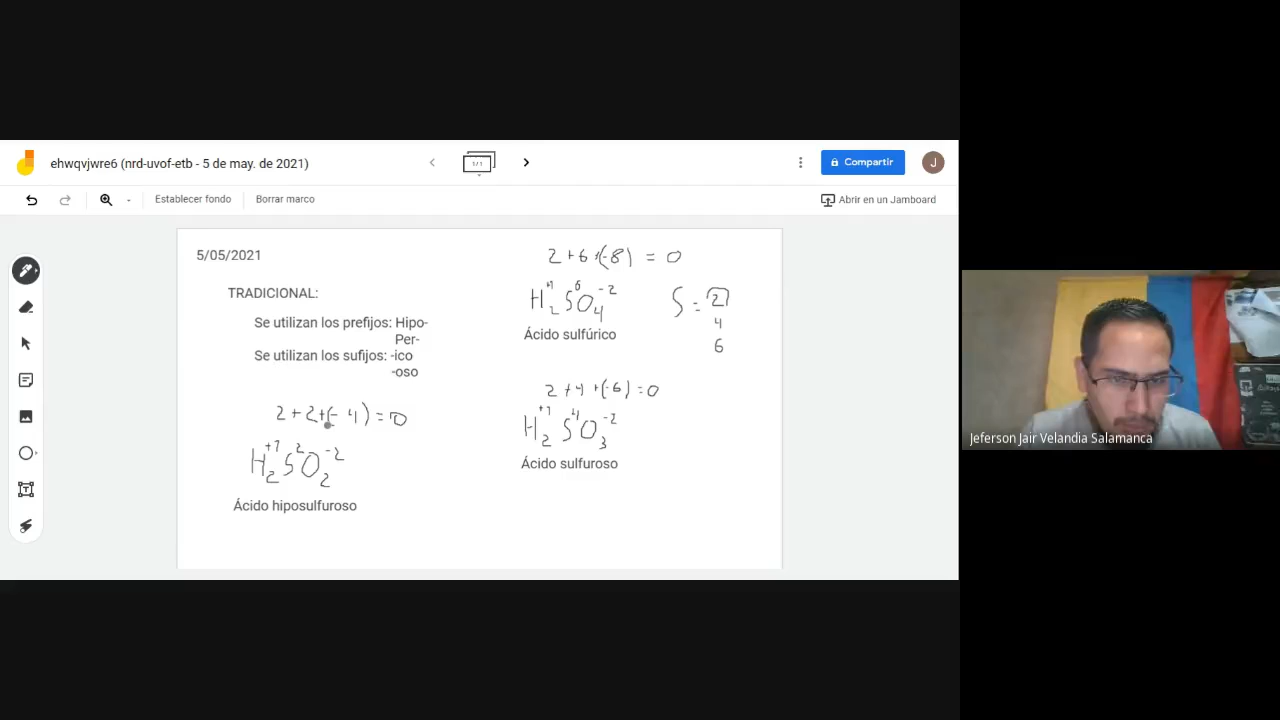 ehwqvjwre6 (nrd-uvof-etb - 5 de may. de 2021)
1/1
Compartir
J
Establecer fondo
Borrar marco
Abrir en un Jamboard
5/05/2021
TRADICIONAL:
Se utilizan los prefijos: Hipo-
Per-
Se utilizan los sufijos: -ico
-oso
2+2+(-4)=0
H₂⁺¹S²O₂⁻²
Ácido hiposulfuroso
2+6+(-8)=0
H₂⁺¹S⁶O₄⁻²
Ácido sulfúrico
S = 2
4
6
2+4+(-6)=0
H₂⁺¹S⁴O₃⁻²
Ácido sulfuroso
Jeferson Jair Velandia Salamanca